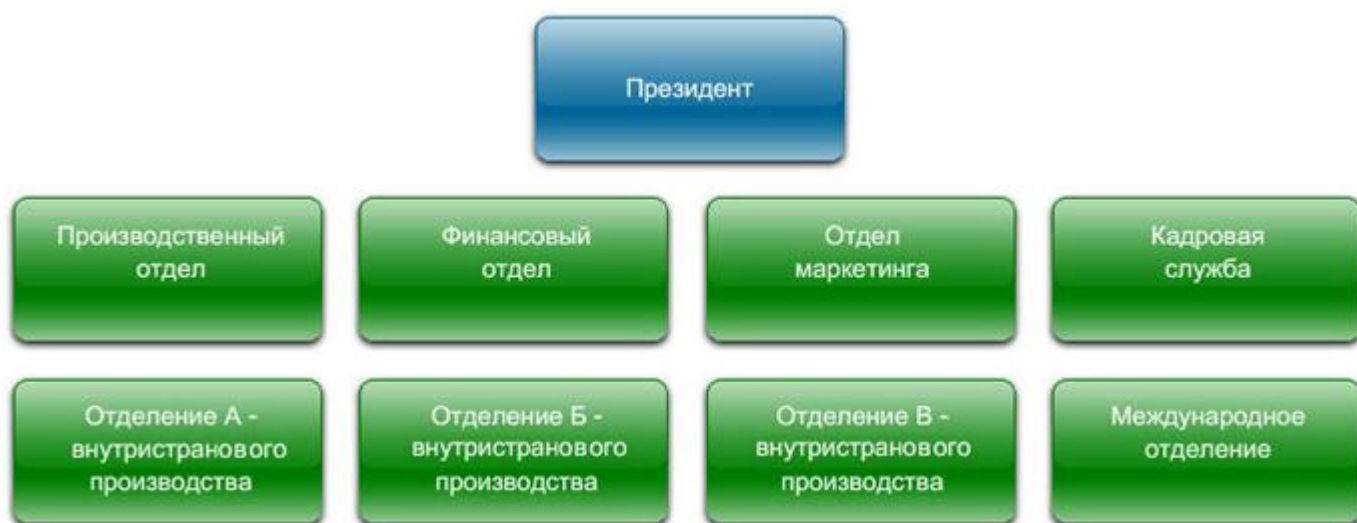 Президент
Производственный
отдел
Финансовый
отдел
Отдел
маркетинга
Кадровая
служба
Отделение А -
внутристранового
производства
Отделение Б -
внутристранового
производства
Отделение В -
внутристранового
производства
Международное
отделение